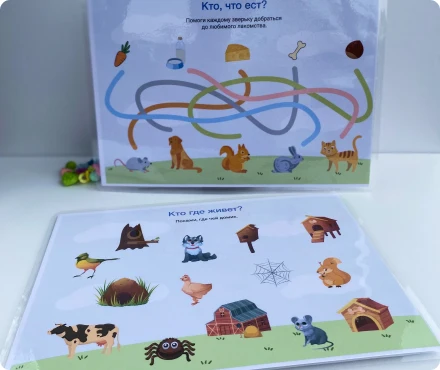 Кто, что ест?
Помоги каждому зверьку добраться
до любимого лакомства.
Кто где живет?
Покажи, где чей домик.